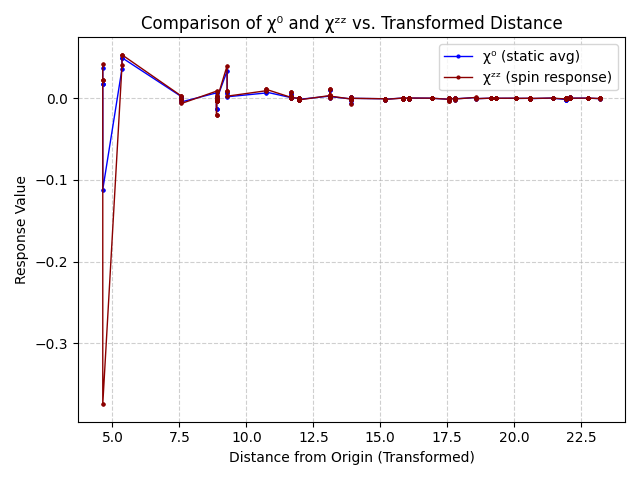 Comparison of χ⁰ and χᶻᶻ vs. Transformed Distance
χ⁰ (static avg)
χᶻᶻ (spin response)
0.0
−0.1
−0.2
−0.3
Response Value
5.0 7.5 10.0 12.5 15.0 17.5 20.0 22.5
Distance from Origin (Transformed)